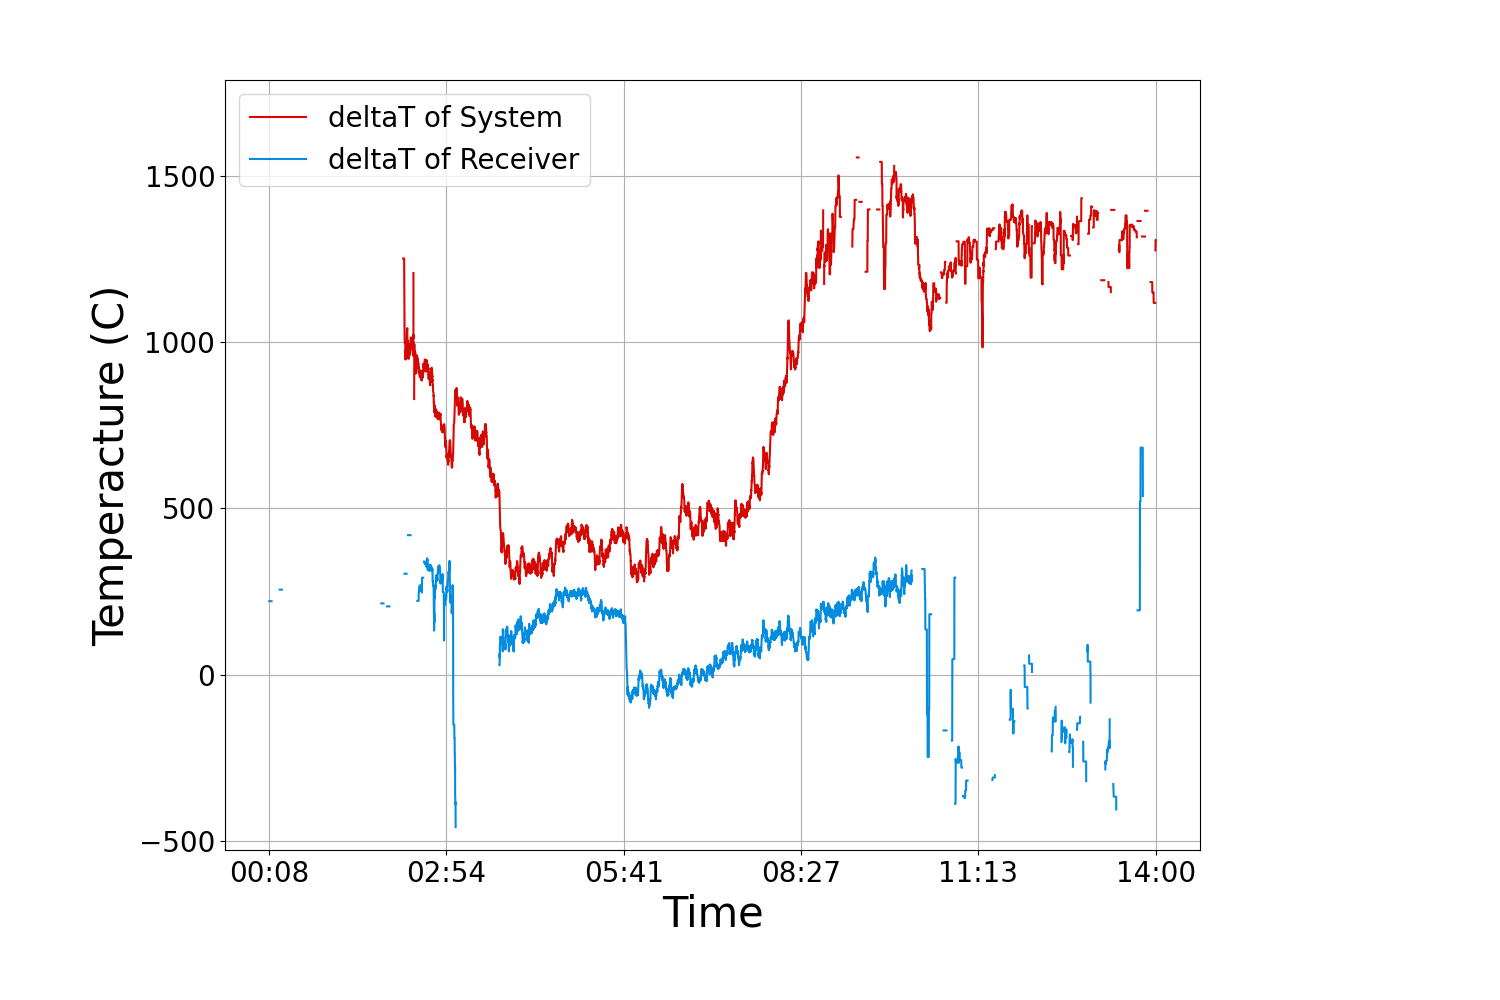 deltaT of System
deltaT of Receiver
1500
1000
500
0
−500
Temperacture (C)
00:08 02:54 05:41 08:27 11:13 14:00
Time